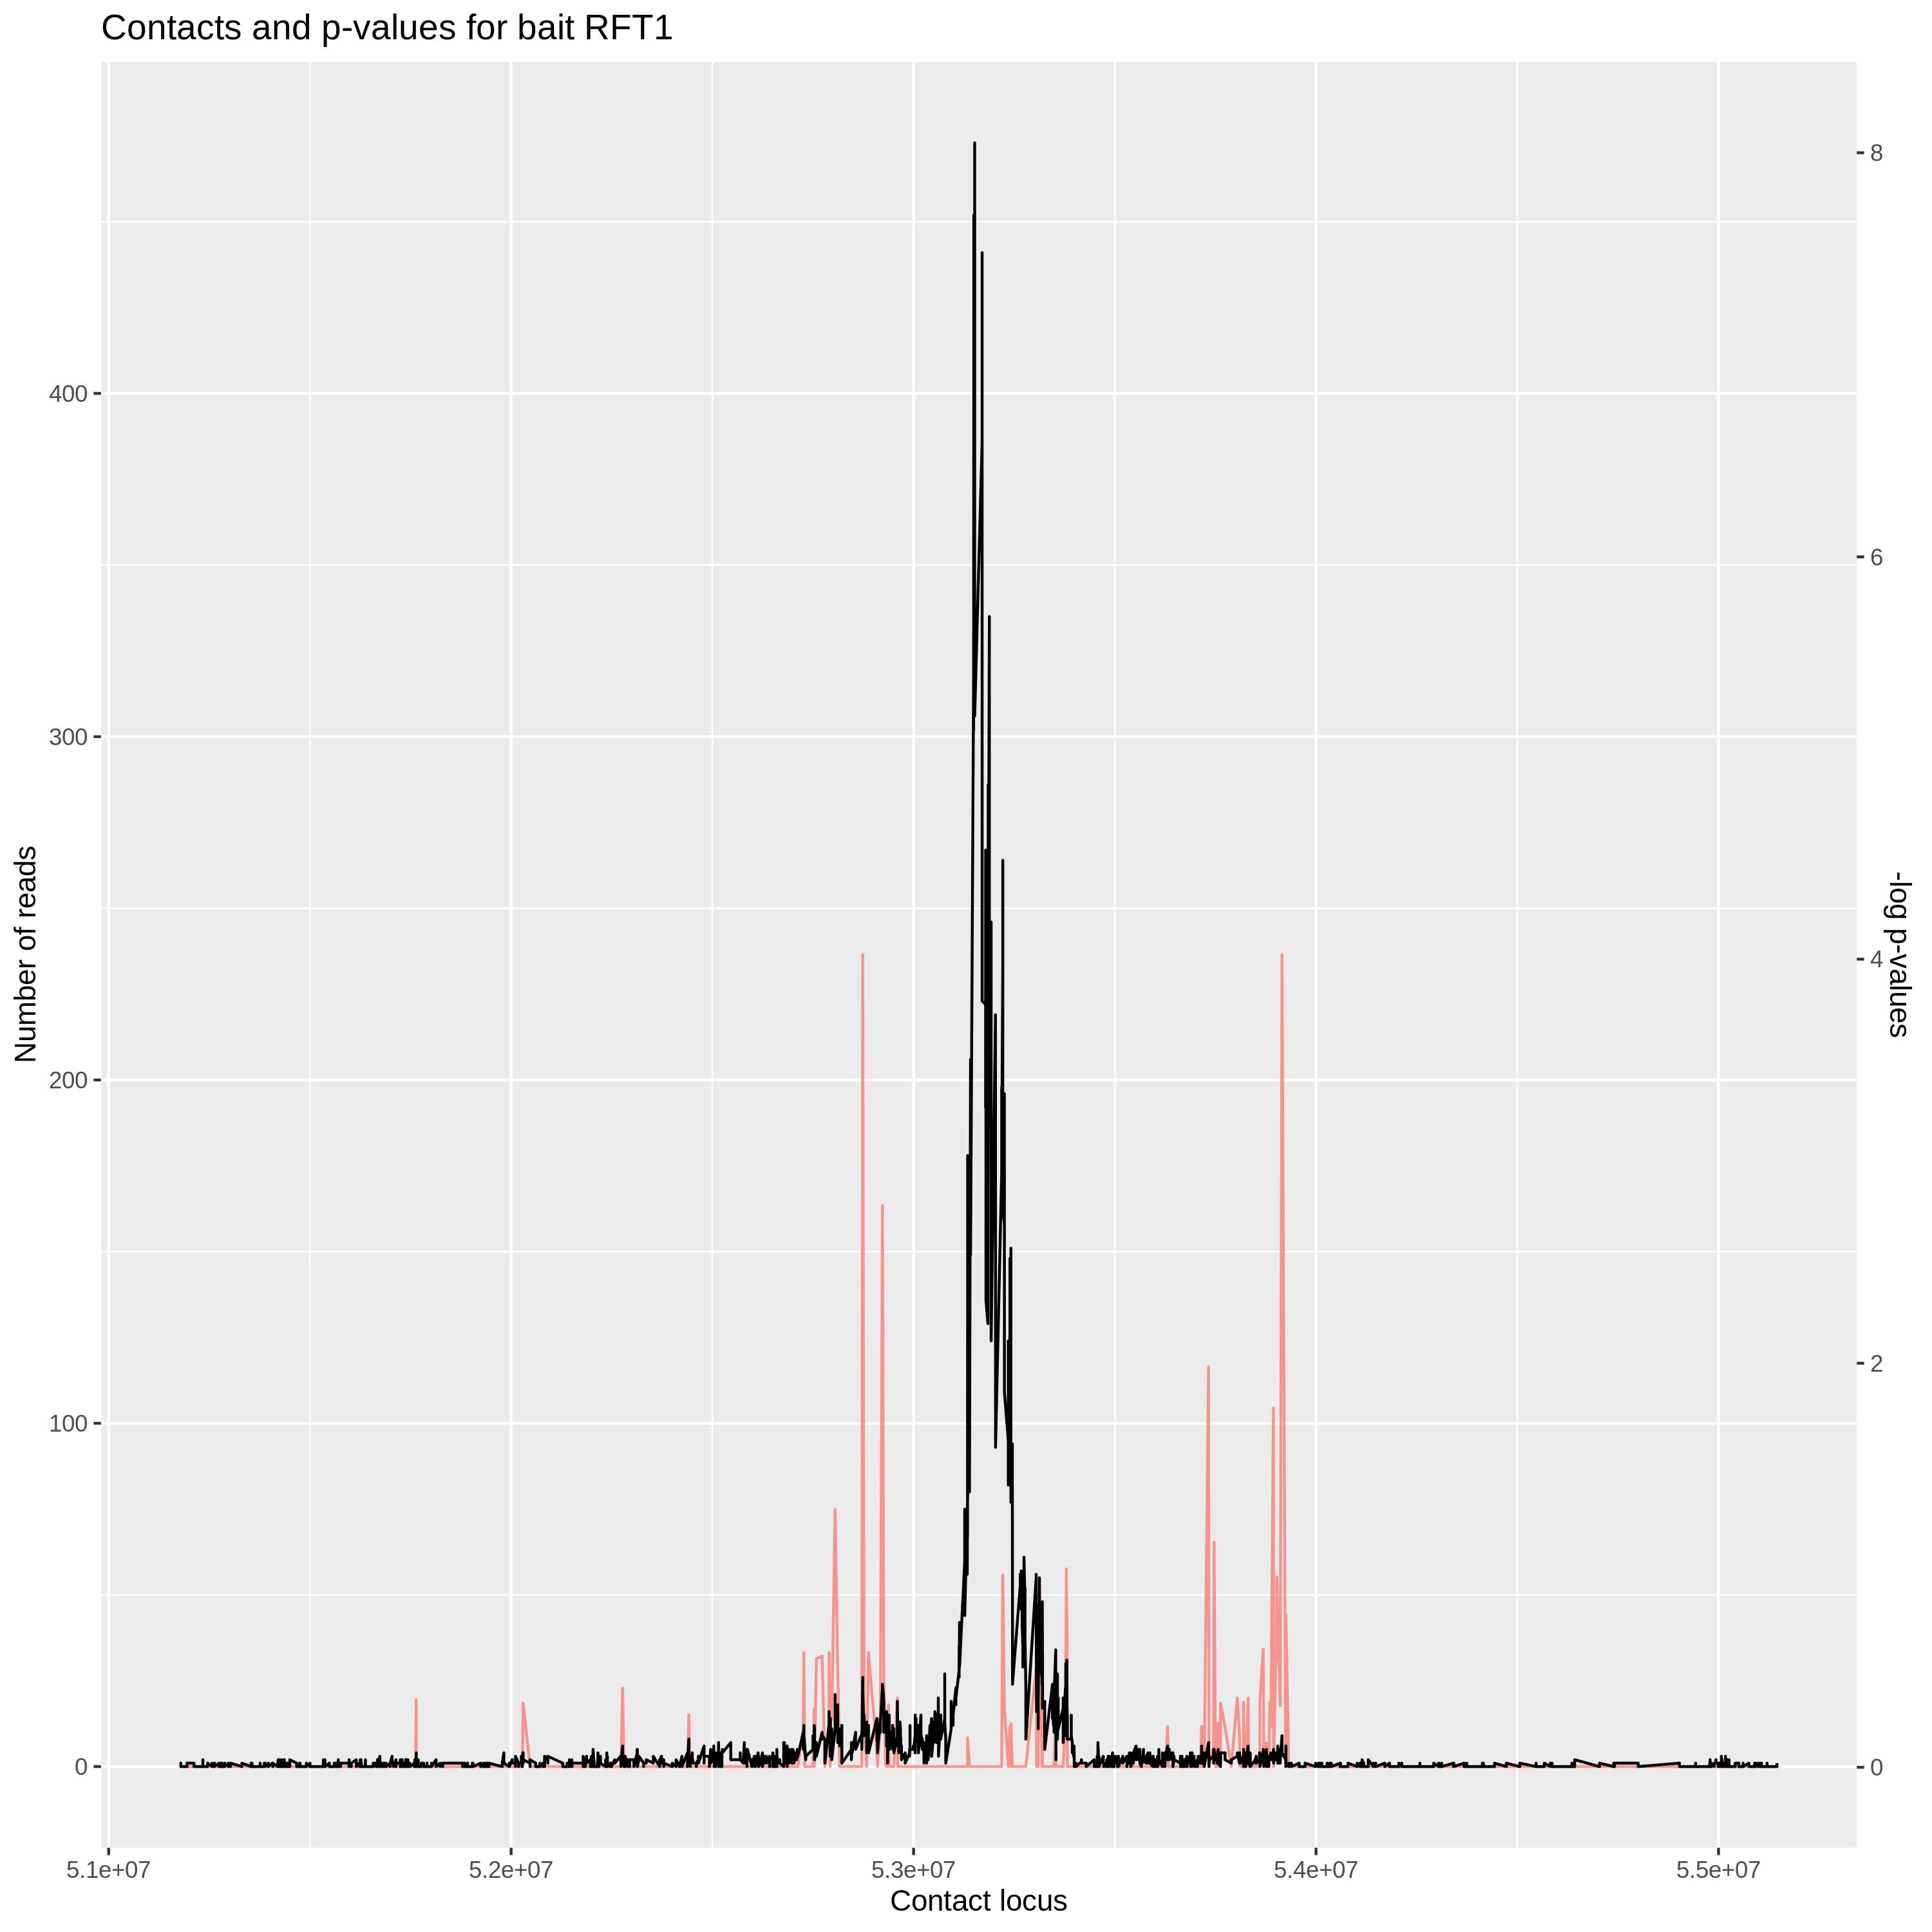 Contacts and p-values for bait RFT1
Number of reads
400
300
200
100
0
8
6
4
2
0
-log p-values
5.1e+07
5.2e+07
5.3e+07
5.4e+07
5.5e+07
Contact locus